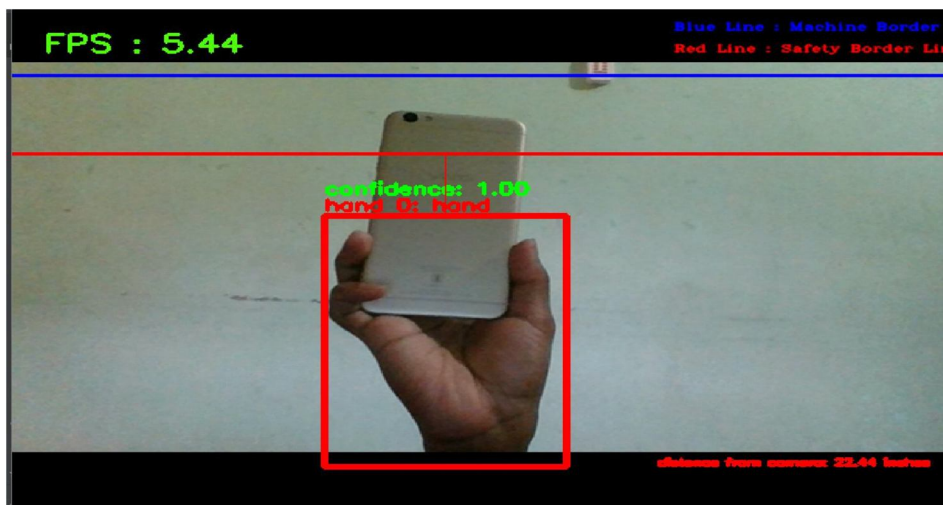 FPS : 5.44
Blue Line : Machine Border
Red Line : Safety Border Li
confidence: 1.00
hand 0: hand
distance from camera: 22.44 inches